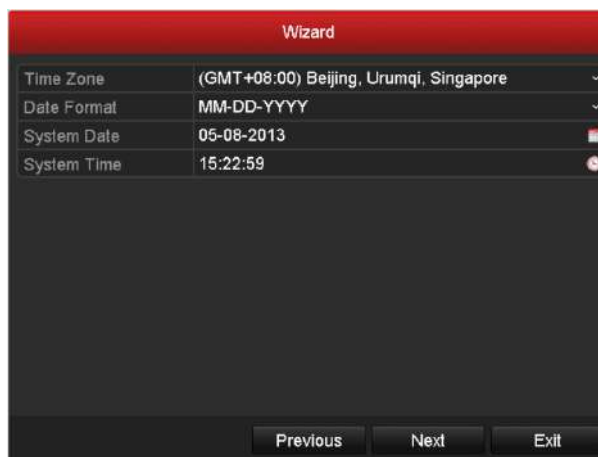 Wizard
Time Zone (GMT+08:00) Beijing, Urumqi, Singapore
Date Format MM-DD-YYYY
System Date 05-08-2013
System Time 15:22:59
Previous Next Exit